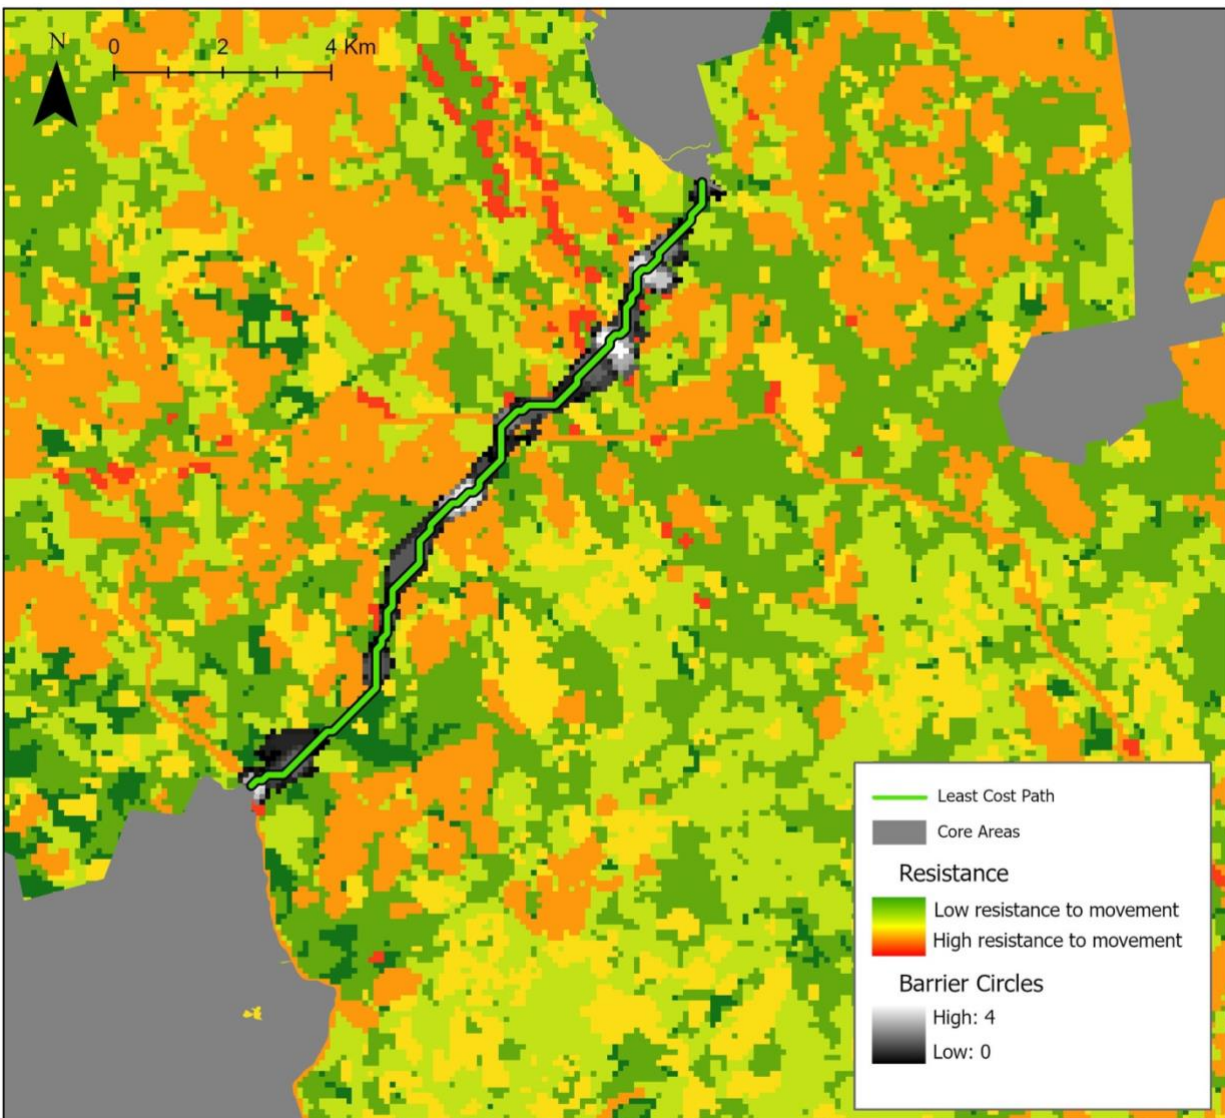 N
0 2 4 Km
Least Cost Path
Core Areas
Resistance
Low resistance to movement
High resistance to movement
Barrier Circles
High: 4
Low: 0